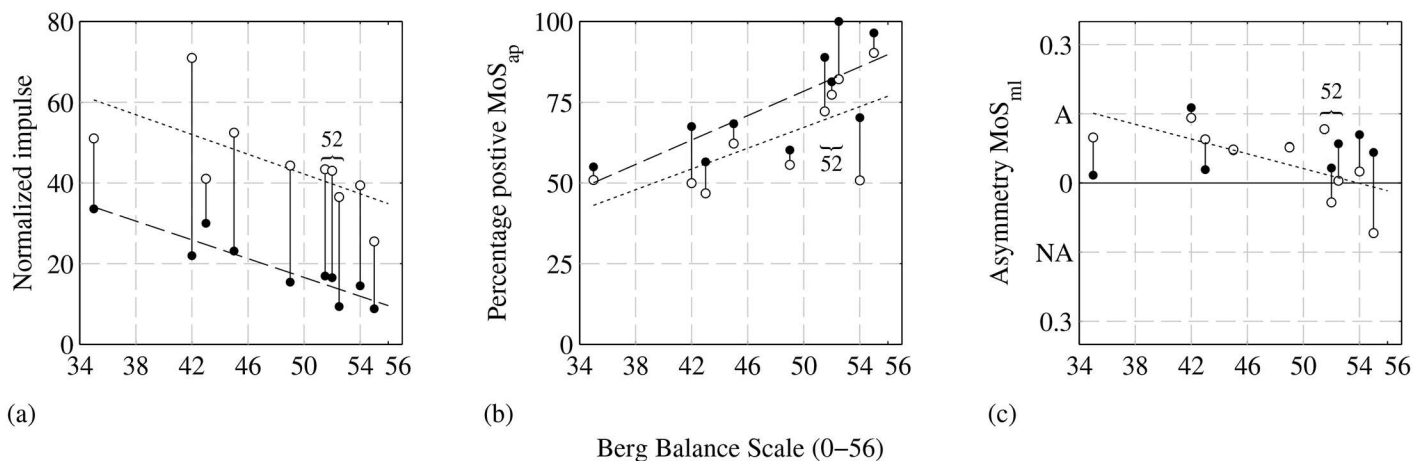 80
60
40
20
0
34 38 42 46 50 54 56
Normalized impulse
52
(a)
100
75
50
25
0
34 38 42 46 50 54 56
Percentage postive MoS_ap
52
(b)
0.3
A
0
NA
0.3
34 38 42 46 50 54 56
Asymmetry MoS_ml
52
(c)
Berg Balance Scale (0–56)